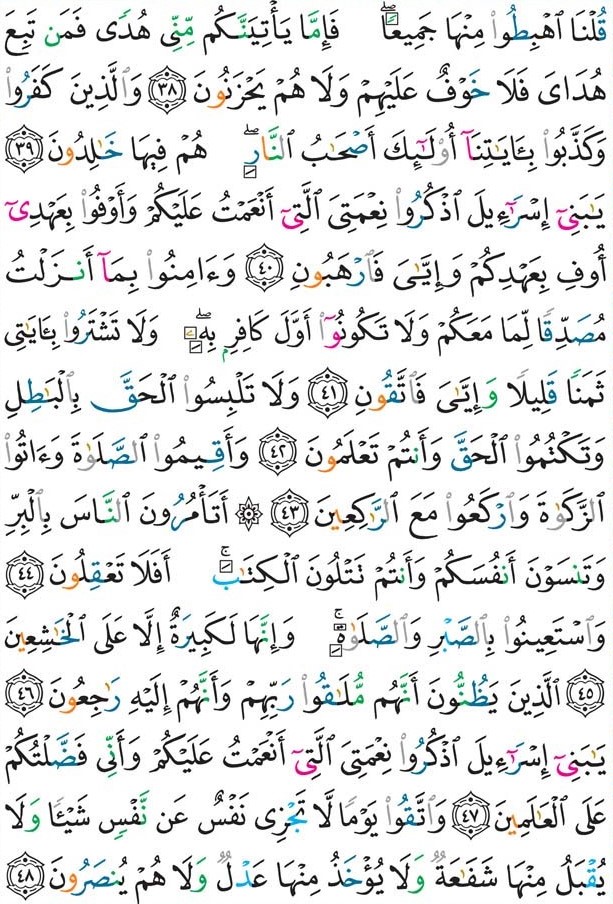 قُلْنَا ٱهْبِطُوا۟ مِنْهَا جَمِيعًا ۖ فَإِمَّا يَأْتِيَنَّكُم مِّنِّى هُدًى فَمَن تَبِعَ
هُدَاىَ فَلَا خَوْفٌ عَلَيْهِمْ وَلَا هُمْ يَحْزَنُونَ ٣٨ وَٱلَّذِينَ كَفَرُوا۟
وَكَذَّبُوا۟ بِـَٔايَـٰتِنَآ أُو۟لَـٰٓئِكَ أَصْحَـٰبُ ٱلنَّارِ ۖ هُمْ فِيهَا خَـٰلِدُونَ ٣٩
يَـٰبَنِىٓ إِسْرَٰٓءِيلَ ٱذْكُرُوا۟ نِعْمَتِىَ ٱلَّتِىٓ أَنْعَمْتُ عَلَيْكُمْ وَأَوْفُوا۟ بِعَهْدِىٓ
أُوفِ بِعَهْدِكُمْ وَإِيَّـٰىَ فَٱرْهَبُونِ ٤٠ وَءَامِنُوا۟ بِمَآ أَنزَلْتُ
مُصَدِّقًا لِّمَا مَعَكُمْ وَلَا تَكُونُوٓا۟ أَوَّلَ كَافِرٍۭ بِهِۦ ۖ وَلَا تَشْتَرُوا۟ بِـَٔايَـٰتِى
ثَمَنًا قَلِيلًا وَإِيَّـٰىَ فَٱتَّقُونِ ٤١ وَلَا تَلْبِسُوا۟ ٱلْحَقَّ بِٱلْبَـٰطِلِ
وَتَكْتُمُوا۟ ٱلْحَقَّ وَأَنتُمْ تَعْلَمُونَ ٤٢ وَأَقِيمُوا۟ ٱلصَّلَوٰةَ وَءَاتُوا۟
ٱلزَّكَوٰةَ وَٱرْكَعُوا۟ مَعَ ٱلرَّٰكِعِينَ ٤٣ ۞ أَتَأْمُرُونَ ٱلنَّاسَ بِٱلْبِرِّ
وَتَنسَوْنَ أَنفُسَكُمْ وَأَنتُمْ تَتْلُونَ ٱلْكِتَـٰبَ ۚ أَفَلَا تَعْقِلُونَ ٤٤
وَٱسْتَعِينُوا۟ بِٱلصَّبْرِ وَٱلصَّلَوٰةِ ۚ وَإِنَّهَا لَكَبِيرَةٌ إِلَّا عَلَى ٱلْخَـٰشِعِينَ
٤٥ ٱلَّذِينَ يَظُنُّونَ أَنَّهُم مُّلَـٰقُوا۟ رَبِّهِمْ وَأَنَّهُمْ إِلَيْهِ رَٰجِعُونَ ٤٦
يَـٰبَنِىٓ إِسْرَٰٓءِيلَ ٱذْكُرُوا۟ نِعْمَتِىَ ٱلَّتِىٓ أَنْعَمْتُ عَلَيْكُمْ وَأَنِّى فَضَّلْتُكُمْ
عَلَى ٱلْعَـٰلَمِينَ ٤٧ وَٱتَّقُوا۟ يَوْمًا لَّا تَجْزِى نَفْسٌ عَن نَّفْسٍ شَيْـًٔا وَلَا
يُقْبَلُ مِنْهَا شَفَـٰعَةٌ وَلَا يُؤْخَذُ مِنْهَا عَدْلٌ وَلَا هُمْ يُنصَرُونَ ٤٨